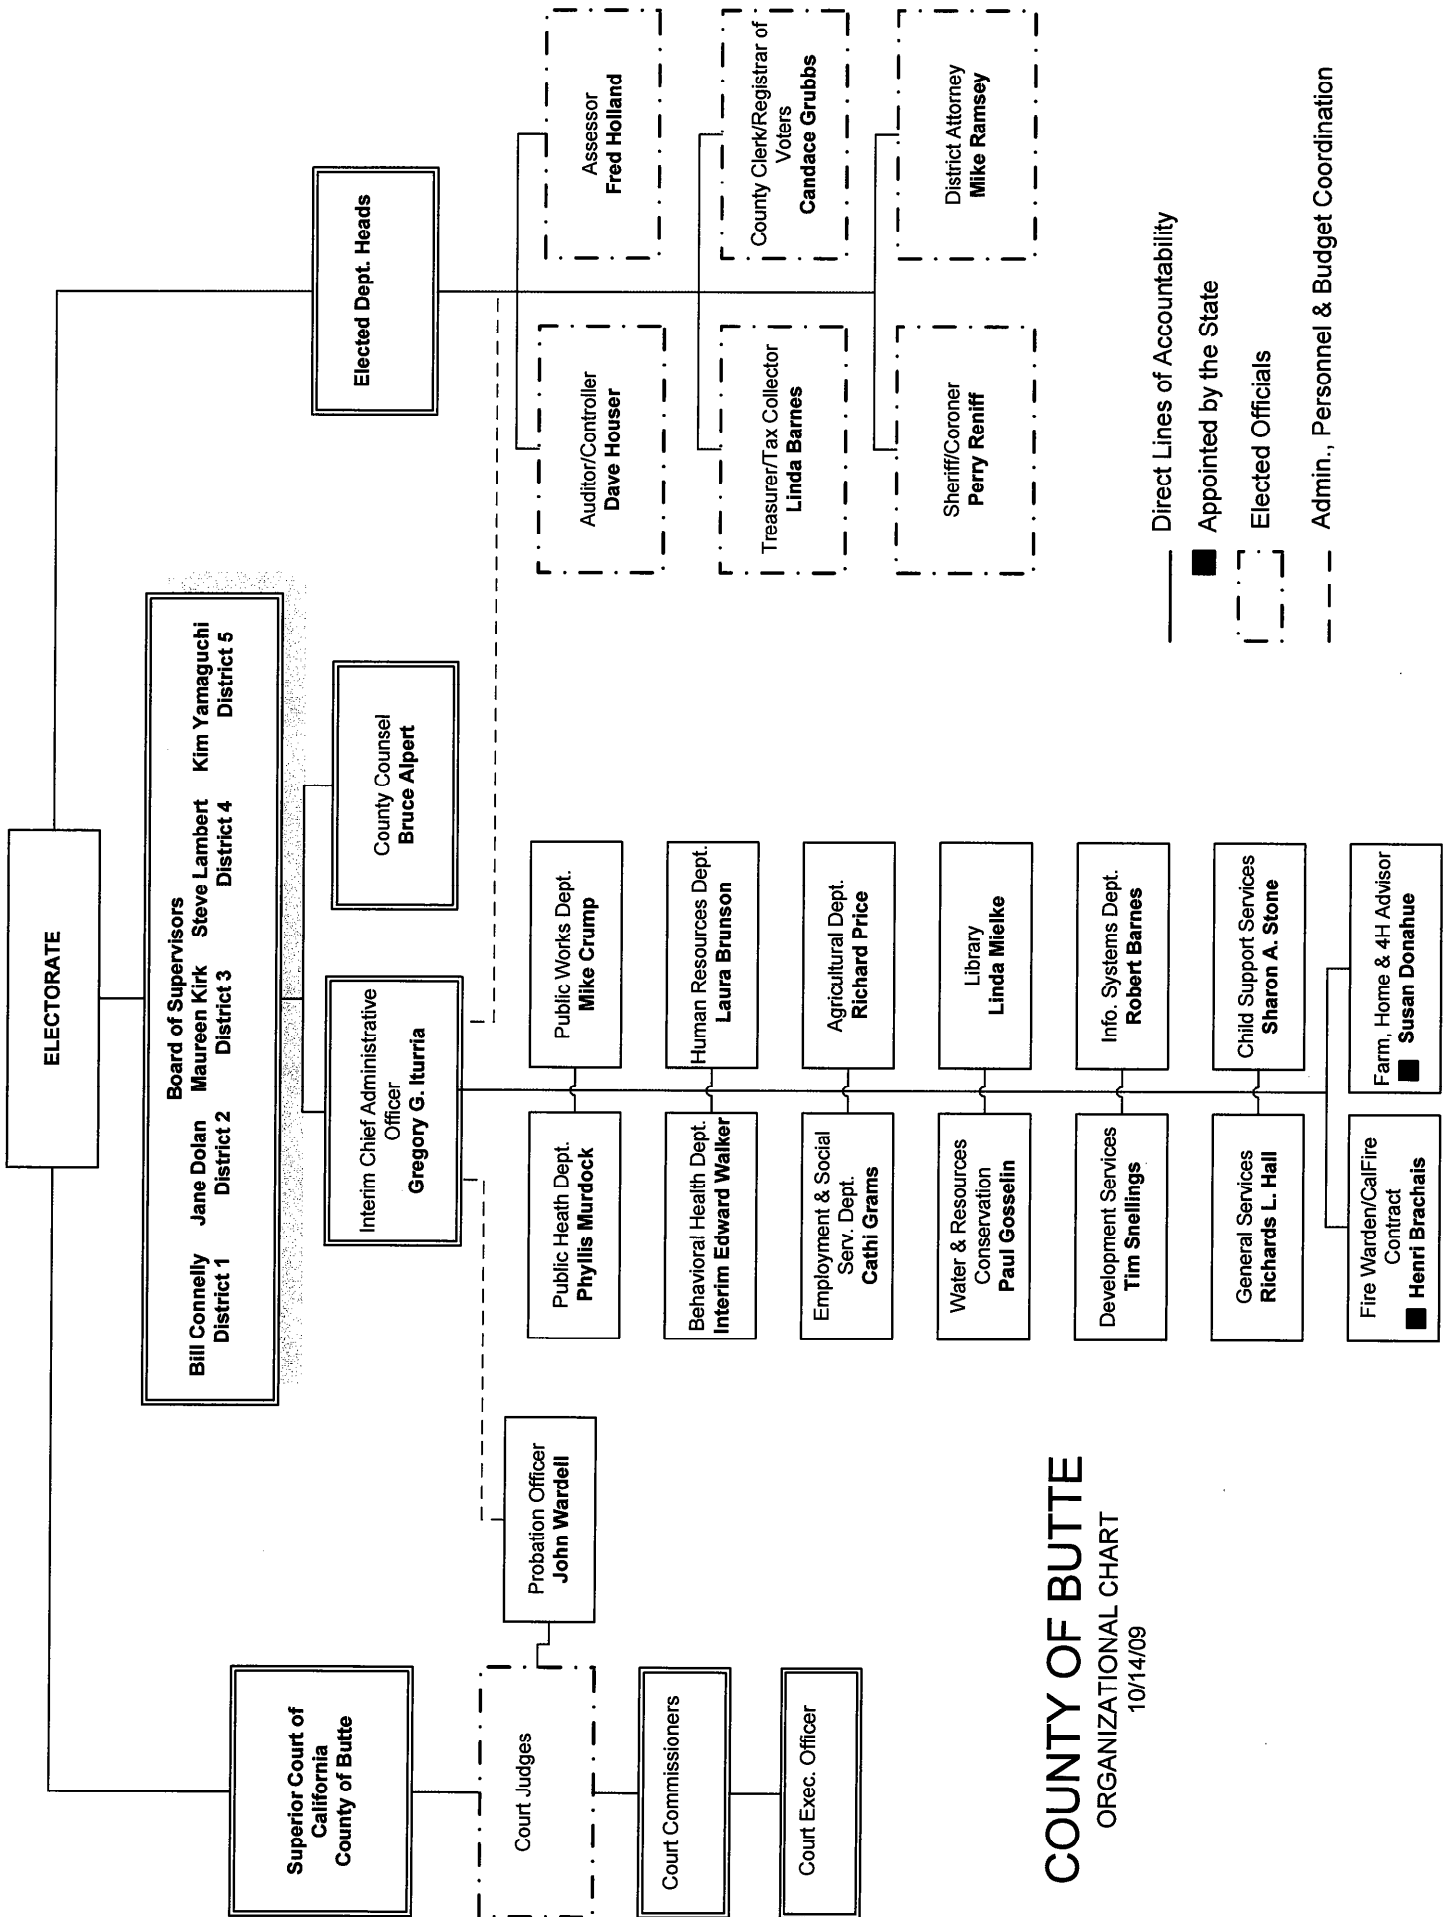 ELECTORATE
Board of Supervisors
Bill Connelly Jane Dolan Maureen Kirk Steve Lambert Kim Yamaguchi
District 1 District 2 District 3 District 4 District 5
Superior Court of
California
County of Butte
Court Judges
Court Commissioners
Court Exec. Officer
Probation Officer
John Wardell
Interim Chief Administrative
Officer
Gregory G. Iturria
County Counsel
Bruce Alpert
Elected Dept. Heads
Public Heath Dept.
Phyllis Murdock
Public Works Dept.
Mike Crump
Behavioral Health Dept.
Interim Edward Walker
Human Resources Dept.
Laura Brunson
Employment & Social
Serv. Dept.
Cathi Grams
Agricultural Dept.
Richard Price
Water & Resources
Conservation
Paul Gosselin
Library
Linda Mielke
Development Services
Tim Snellings
Info. Systems Dept.
Robert Barnes
General Services
Richards L. Hall
Child Support Services
Sharon A. Stone
Fire Warden/CalFire
Contract
Henri Brachais
Farm, Home & 4H Advisor
Susan Donahue
Auditor/Controller
Dave Houser
Assessor
Fred Holland
Treasurer/Tax Collector
Linda Barnes
County Clerk/Registrar of
Voters
Candace Grubbs
Sheriff/Coroner
Perry Reniff
District Attorney
Mike Ramsey
Direct Lines of Accountability
Appointed by the State
Elected Officials
Admin., Personnel & Budget Coordination
COUNTY OF BUTTE
ORGANIZATIONAL CHART
10/14/09